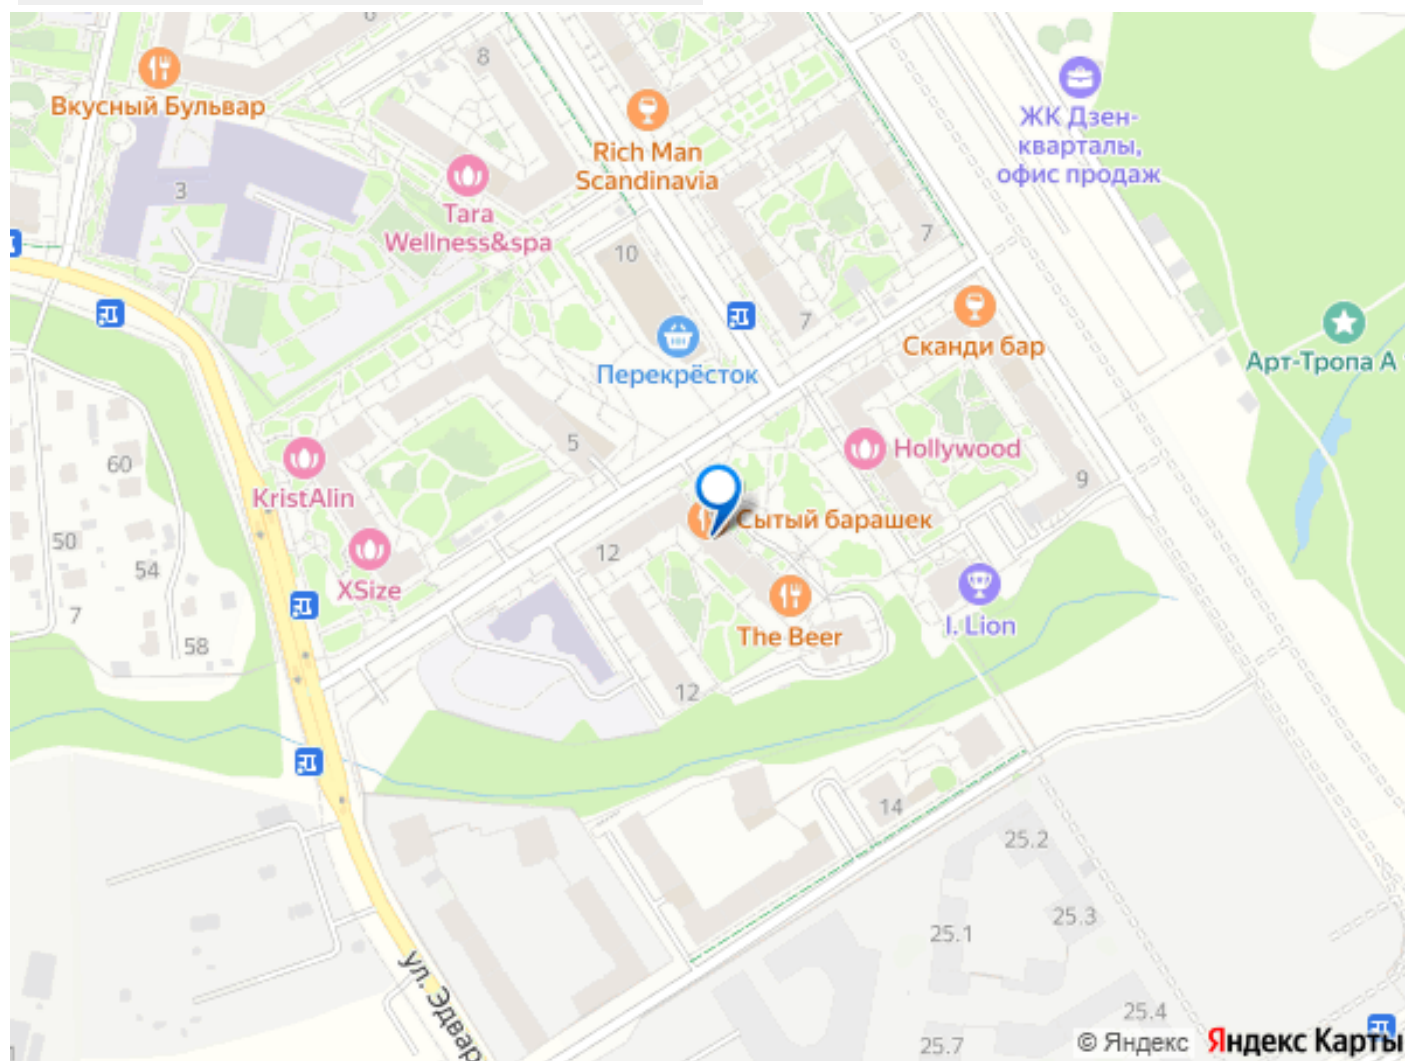 6
8
Вкусный Бульвар
ЖК Дзен-
кварталы,
офис продаж
Rich Man
Scandinavia
3
Tara
Wellness&spa
7
10
7
Сканди бар
Арт-Тропа А
Перекрёсток
5
Hollywood
60
KristAlin
9
Сытый барашек
50
12
54
XSize
7
The Beer
I. Lion
58
12
14
25.2
25.3
25.1
ул. Эдвар
25.4
25.7
© Яндекс Яндекс Карты